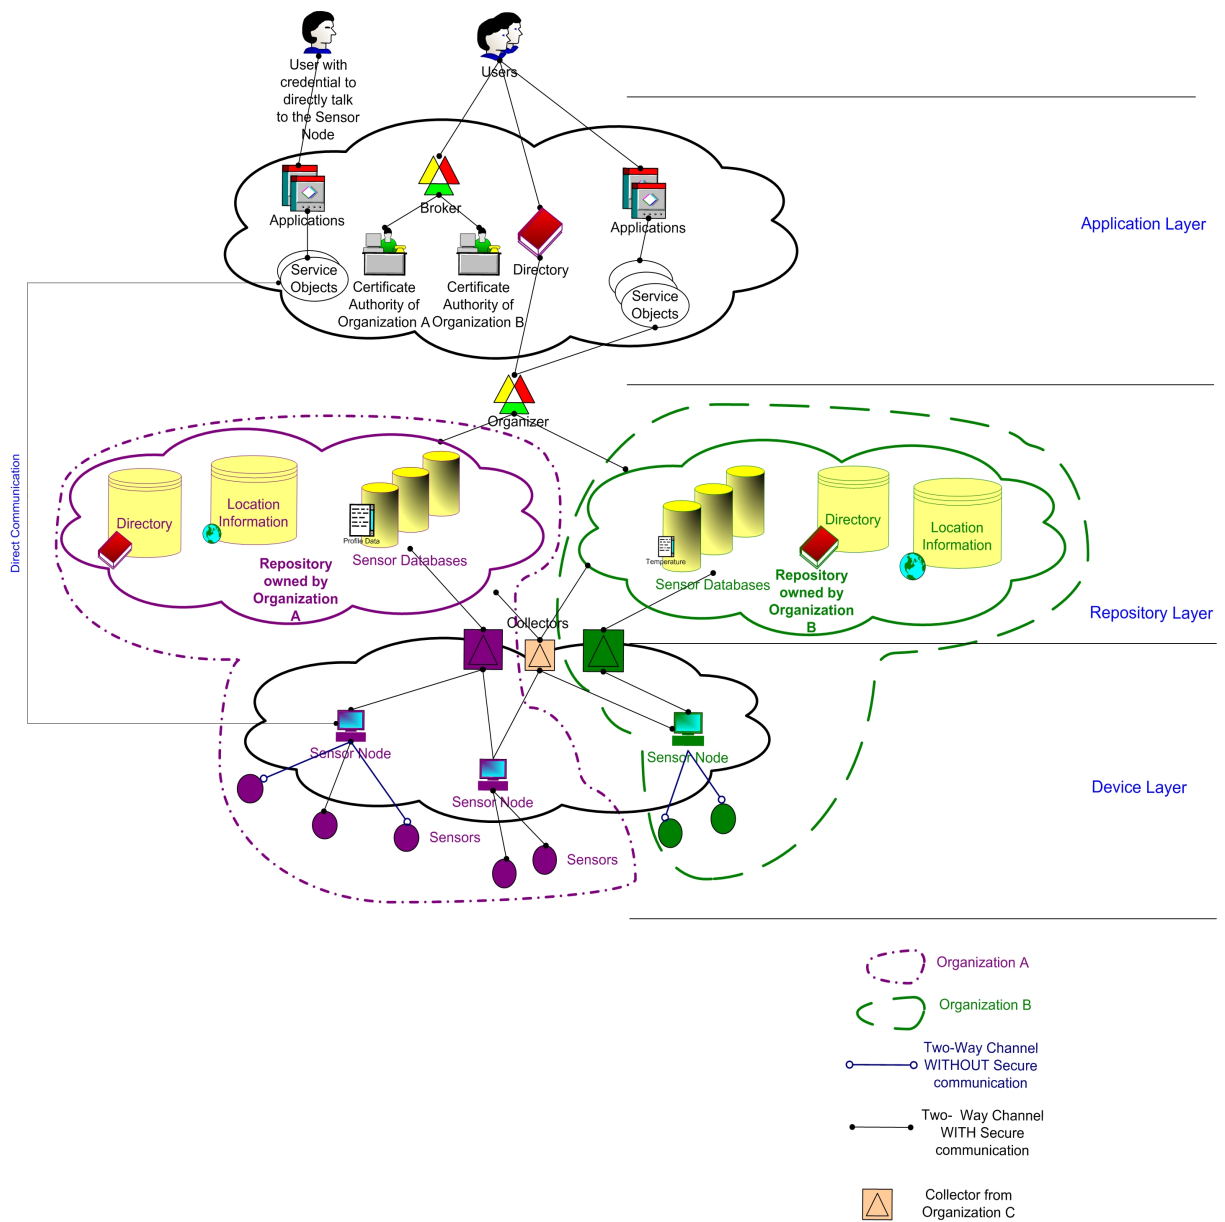 User with
credential to
directly talk
to the Sensor
Node
Users
Applications
Broker
Applications
Directory
Service
Objects
Certificate
Authority of
Organization A
Certificate
Authority of
Organization B
Service
Objects
Application Layer
Organizer
Direct Communication
Directory
Location
Information
Profile Data
Sensor Databases
Repository
owned by
Organization
A
Temperature
Sensor Databases
Directory
Location
Information
Repository
owned by
Organization
B
Repository Layer
Collectors
Sensor Node
Sensor Node
Sensor Node
Sensors
Sensors
Device Layer
Organization A
Organization B
Two-Way Channel
WITHOUT Secure
communication
Two- Way Channel
WITH Secure
communication
Collector from
Organization C